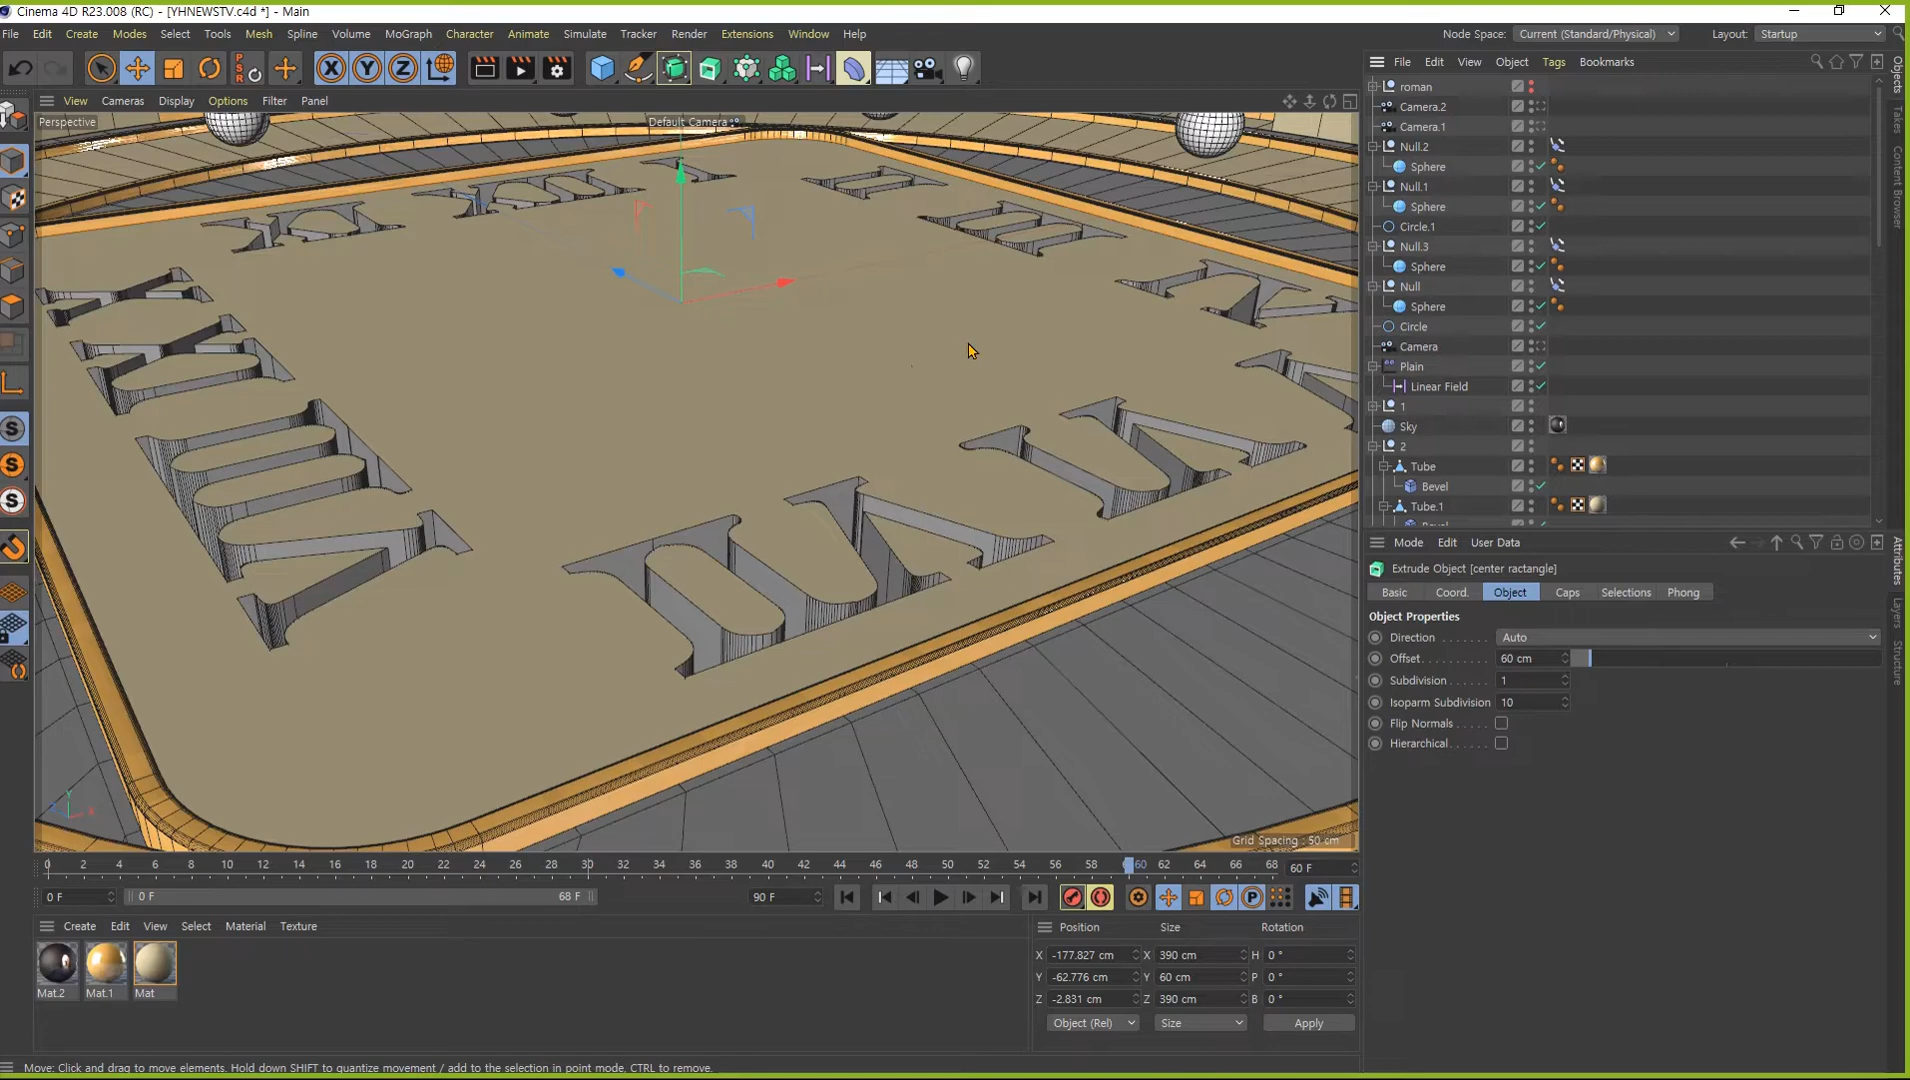 Cinema 4D R23.008 (RC) - [YHNEWSTV.c4d *] - Main
File Edit Create Modes Select Tools Mesh Spline Volume MoGraph Character Animate Simulate Tracker Render Extensions Window Help
Node Space: Current (Standard/Physical) Layout: Startup
View Cameras Display Options Filter Panel
Perspective
Default Camera
Grid Spacing : 50 cm
0 2 4 6 8 10 12 14 16 18 20 22 24 26 28 30 32 34 36 38 40 42 44 46 48 50 52 54 56 58 60 62 64 66 68 60 F
0 F 0 F 68 F 90 F
Create Edit View Select Material Texture
Mat.2 Mat.1 Mat
Position Size Rotation
X -177.827 cm X 390 cm H 0 °
Y -62.776 cm Y 60 cm P 0 °
Z -2.831 cm Z 390 cm B 0 °
Object (Rel) Size Apply
Move: Click and drag to move elements. Hold down SHIFT to quantize movement / add to the selection in point mode, CTRL to remove.
File Edit View Object Tags Bookmarks
roman
Camera.2
Camera.1
Null.2
Sphere
Null.1
Sphere
Circle.1
Null.3
Sphere
Null
Sphere
Circle
Camera
Plain
Linear Field
1
Sky
2
Tube
Bevel
Tube.1
Bevel
Mode Edit User Data
Extrude Object [center ractangle]
Basic Coord. Object Caps Selections Phong
Object Properties
Direction Auto
Offset 60 cm
Subdivision 1
Isoparm Subdivision 10
Flip Normals
Hierarchical
Objects
Takes
Content Browser
Attributes
Layers
Structure